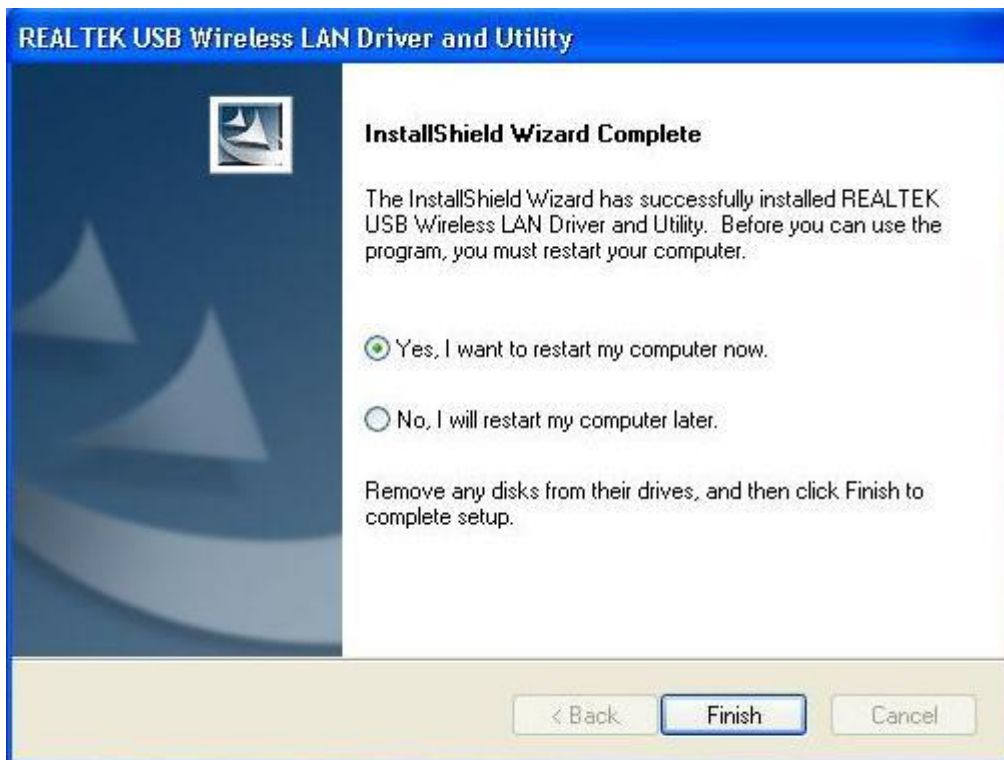 REALTEK USB Wireless LAN Driver and Utility
InstallShield Wizard Complete
The InstallShield Wizard has successfully installed REALTEK
USB Wireless LAN Driver and Utility. Before you can use the
program, you must restart your computer.
Yes, I want to restart my computer now.
No, I will restart my computer later.
Remove any disks from their drives, and then click Finish to
complete setup.
< Back Finish Cancel